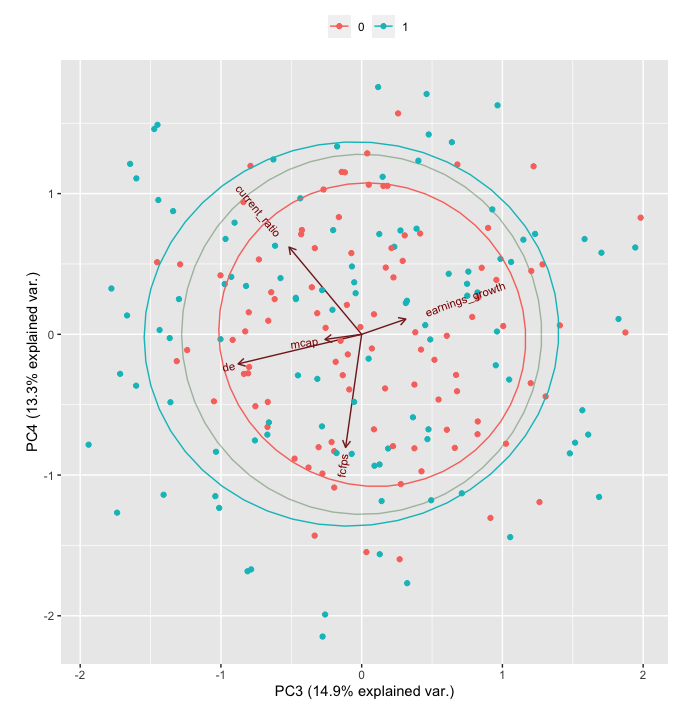 0 1
current_ratio
earnings_growth
mcap
de
fcfps
1
0
-1
-2
PC4 (13.3% explained var.)
-2 -1 0 1 2
PC3 (14.9% explained var.)